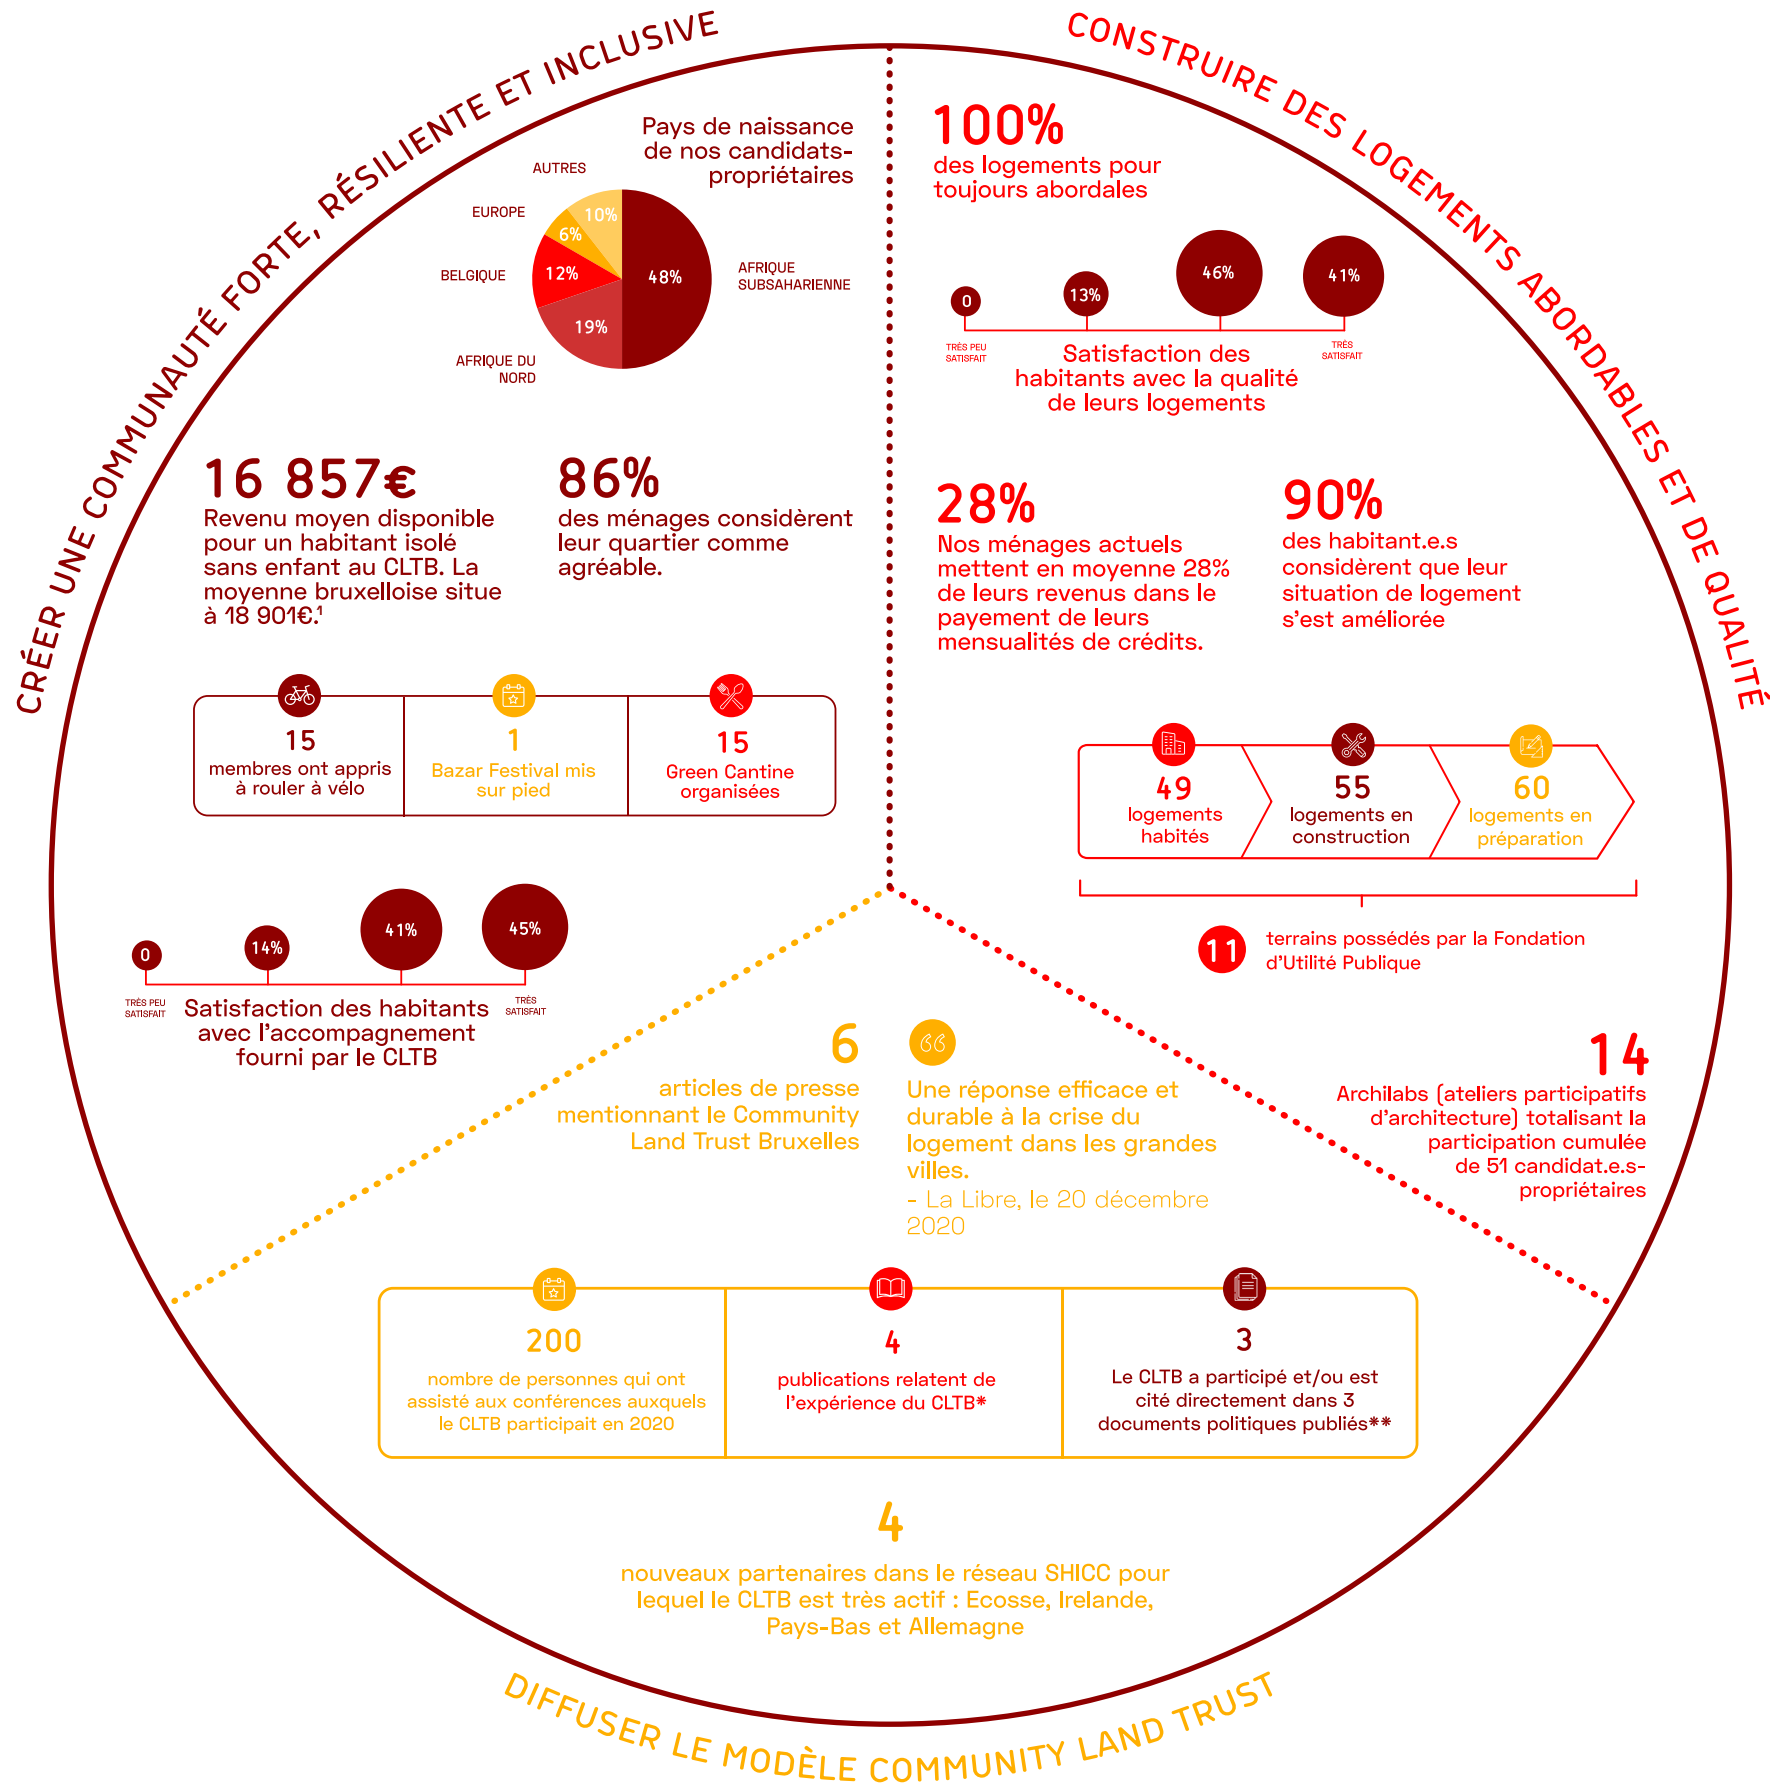 CRÉER UNE COMMUNAUTÉ FORTE, RÉSILIENTE ET INCLUSIVE
Pays de naissance
de nos candidats-
propriétaires
AUTRES
EUROPE
BELGIQUE
AFRIQUE DU
NORD
AFRIQUE
SUBSAHARIENNE
10%
6%
12%
19%
48%
16 857€
Revenu moyen disponible
pour un habitant isolé
sans enfant au CLTB. La
moyenne bruxelloise situe
à 18 901€.¹
86%
des ménages considèrent
leur quartier comme
agréable.
15
membres ont appris
à rouler à vélo
1
Bazar Festival mis
sur pied
15
Green Cantine
organisées
0
14%
41%
45%
TRÈS PEU
SATISFAIT
TRÈS
SATISFAIT
Satisfaction des habitants
avec l'accompagnement
fourni par le CLTB
CONSTRUIRE DES LOGEMENTS ABORDABLES ET DE QUALITÉ
100%
des logements pour
toujours abordales
0
13%
46%
41%
TRÈS PEU
SATISFAIT
TRÈS
SATISFAIT
Satisfaction des
habitants avec la qualité
de leurs logements
28%
Nos ménages actuels
mettent en moyenne 28%
de leurs revenus dans le
payement de leurs
mensualités de crédits.
90%
des habitant.e.s
considèrent que leur
situation de logement
s'est améliorée
49
logements
habités
55
logements en
construction
60
logements en
préparation
11
terrains possédés par la Fondation
d'Utilité Publique
14
Archilabs (ateliers participatifs
d'architecture) totalisant la
participation cumulée
de 51 candidat.e.s-
propriétaires
6
articles de presse
mentionnant le Community
Land Trust Bruxelles
66
Une réponse efficace et
durable à la crise du
logement dans les grandes
villes.
- La Libre, le 20 décembre
2020
200
nombre de personnes qui ont
assisté aux conférences auxquels
le CLTB participait en 2020
4
publications relatent de
l'expérience du CLTB*
3
Le CLTB a participé et/ou est
cité directement dans 3
documents politiques publiés**
4
nouveaux partenaires dans le réseau SHICC pour
lequel le CLTB est très actif : Ecosse, Irelande,
Pays-Bas et Allemagne
DIFFUSER LE MODÈLE COMMUNITY LAND TRUST